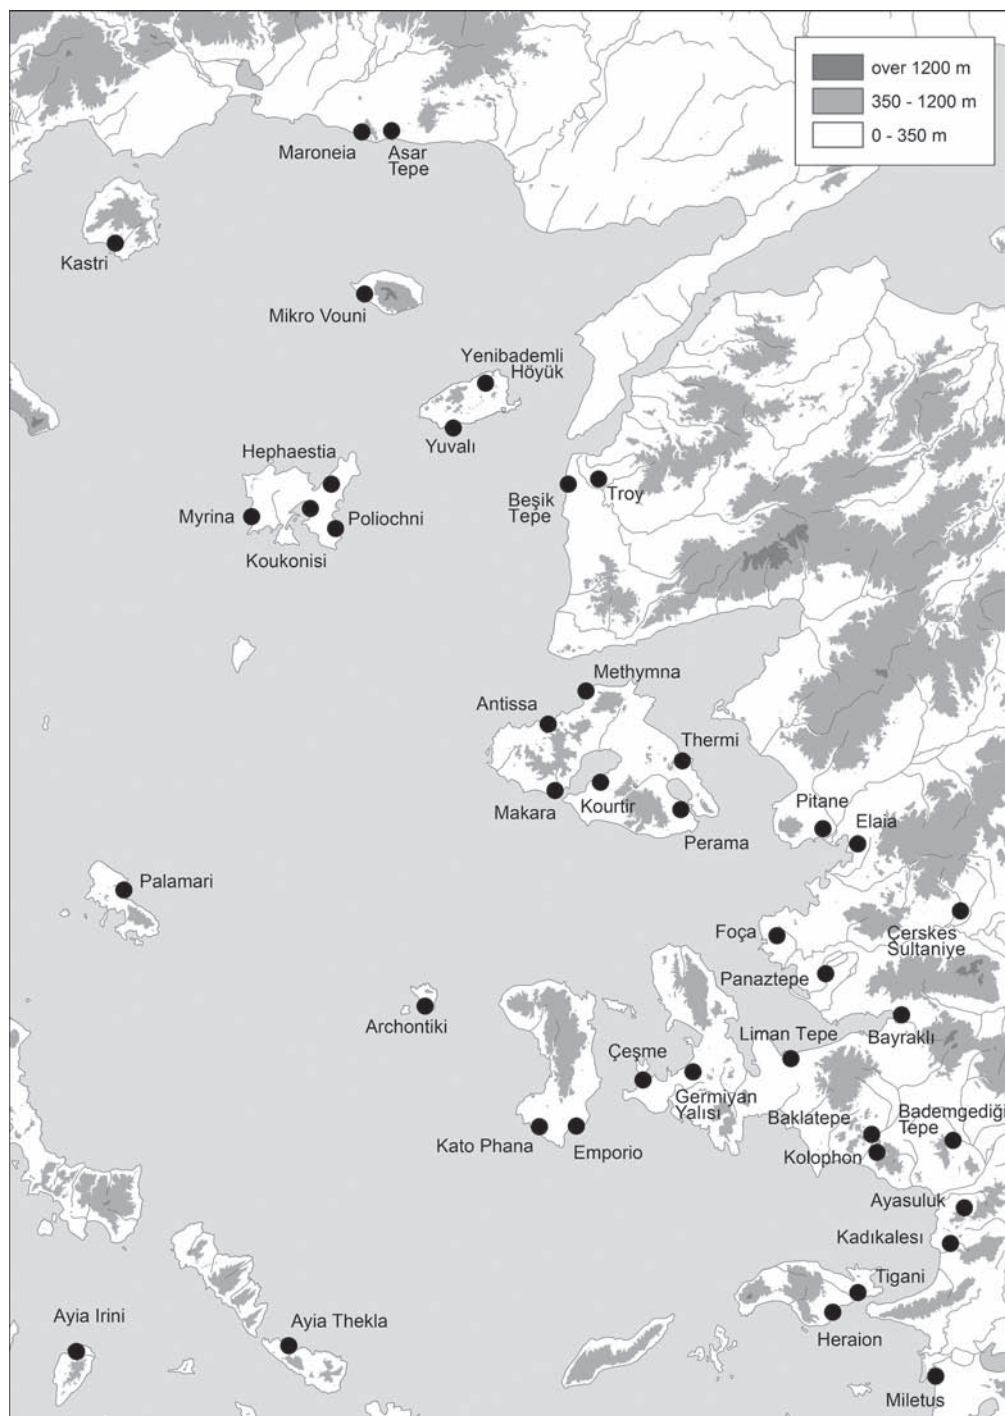 over 1200 m
350 - 1200 m
0 - 350 m
Maroneia
Asar
Tepe
Kastri
Mikro Vouni
Yenibademli
Höyük
Yuvalı
Hephaestia
Myrina
Poliochni
Koukonisi
Beşik
Tepe
Troy
Methymna
Antissa
Thermi
Makara
Kourtir
Perama
Pitane
Elaia
Palamari
Foça
Çerskes
Sultaniye
Panaztepe
Archontiki
Bayraklı
Liman Tepe
Çeşme
Germiyan
Yalısı
Baklatepe
Bademgediği
Tepe
Kato Phana
Emporio
Kolophon
Ayasuluk
Kadıkalesı
Tigani
Heraion
Ayia Irini
Ayia Thekla
Miletus